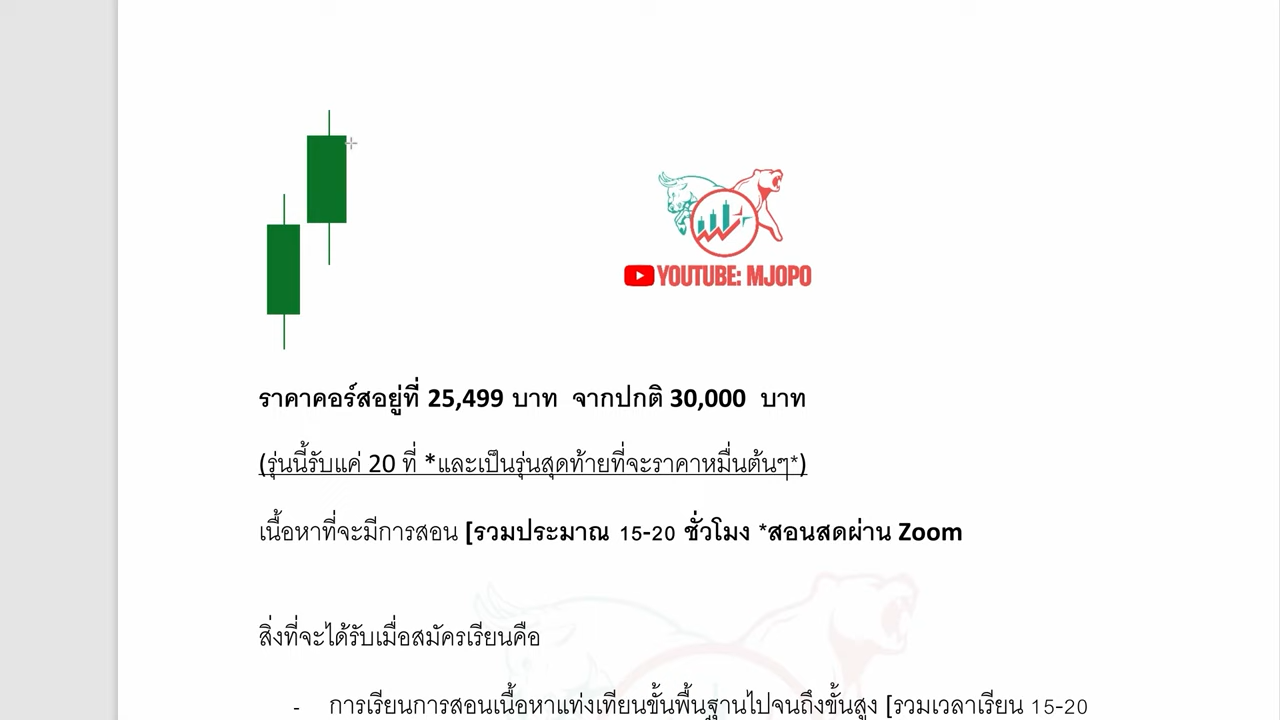 YOUTUBE: MJOPO
ราคาคอร์สอยู่ที่ 25,499 บาท จากปกติ 30,000 บาท
(รุ่นนี้รับแค่ 20 ที่ *และเป็นรุ่นสุดท้ายที่จะราคาหมื่นต้นๆ*)
เนื้อหาที่จะมีการสอน [รวมประมาณ 15-20 ชั่วโมง *สอนสดผ่าน Zoom
สิ่งที่จะได้รับเมื่อสมัครเรียนคือ
- การเรียนการสอนเนื้อหาแท่งเทียนขั้นพื้นฐานไปจนถึงขั้นสูง [รวมเวลาเรียน 15-20